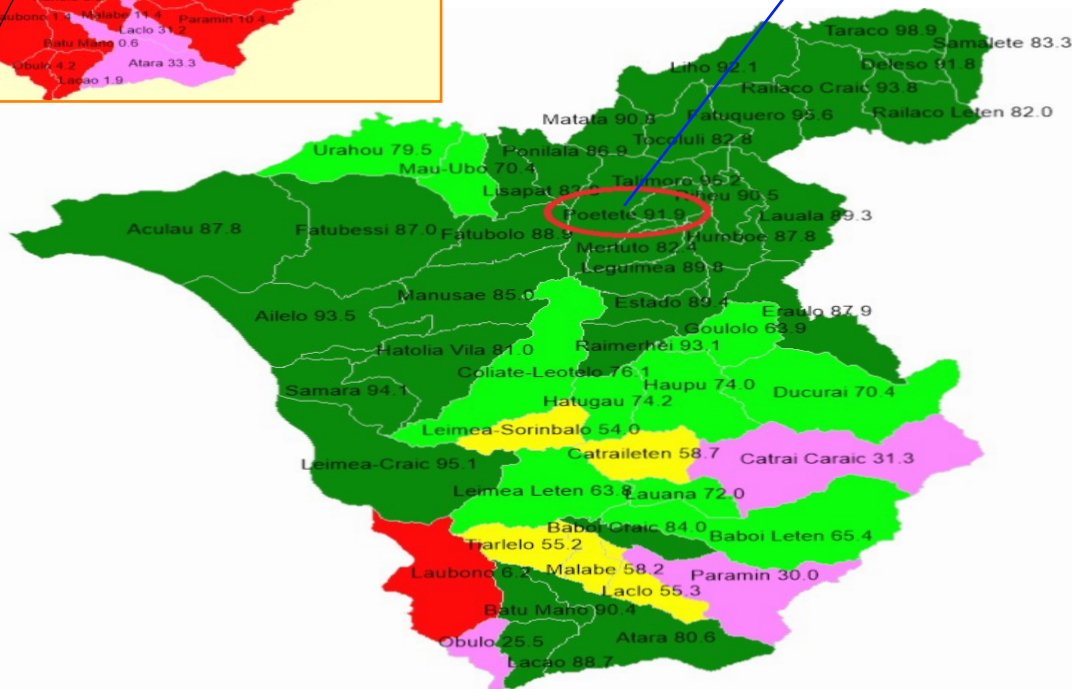 Malabe 11.4
Paramin 10.4
Laclo 31.2
Batu Mano 0.6
Obulo 4.2
Atara 33.3
Lacao 1.9
Taraco 98.9
Samalete 83.3
Liho 92.1
Deleso 91.8
Railaco Craic 93.8
Matata 90.8
Fatuquero 95.6
Railaco Leten 82.0
Tocoluli 82.8
Urahou 79.5
Ponilala 86.9
Mau-Ubo 70.4
Talimoro 95.2
Lisapat
Poetete 91.9
Lauala 89.3
Aculau 87.8
Fatubessi 87.0
Fatubolo 88.9
Humboe 87.8
Mertuto 82.4
Leguimea 89.8
Manusae 85.0
Estado 89.4
Eraulo 87.9
Ailelo 93.5
Goulolo 63.9
Hatolia Vila 81.0
Raimerhei 93.1
Coliate-Leotelo 76.1
Samara 94.1
Haupu 74.0
Ducurai 70.4
Hatugau 74.2
Leimea-Sorinbalo 54.0
Catraileten 58.7
Catrai Caraic 31.3
Leimea-Craic 95.1
Leimea Leten 63.8
Lauana 72.0
Baboi Craic 84.0
Baboi Leten 65.4
Tiarlelo 55.2
Laubono 6.2
Malabe 58.2
Paramin 30.0
Laclo 55.3
Batu Mano 90.4
Obulo 25.5
Atara 80.6
Lacao 88.7